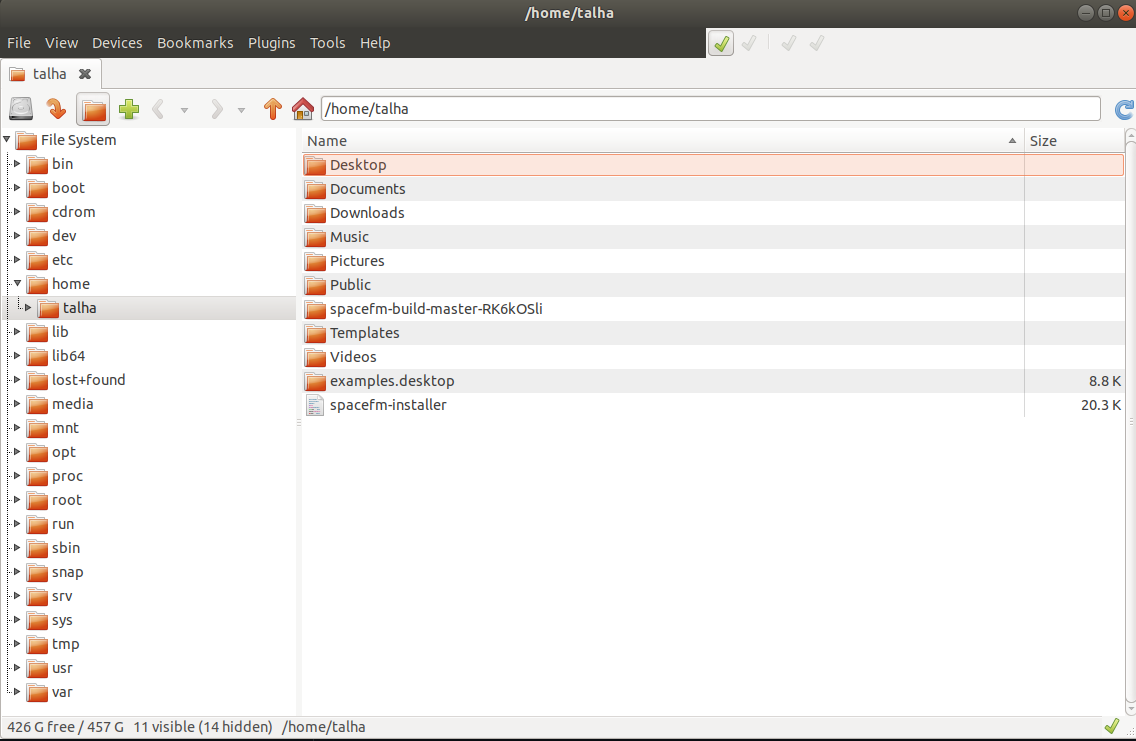 /home/talha
File View Devices Bookmarks Plugins Tools Help
talha
/home/talha
File System
bin
boot
cdrom
dev
etc
home
talha
lib
lib64
lost+found
media
mnt
opt
proc
root
run
sbin
snap
srv
sys
tmp
usr
var
Name Size
Desktop
Documents
Downloads
Music
Pictures
Public
spacefm-build-master-RK6kOSli
Templates
Videos
examples.desktop 8.8 K
spacefm-installer 20.3 K
426 G free / 457 G 11 visible (14 hidden) /home/talha